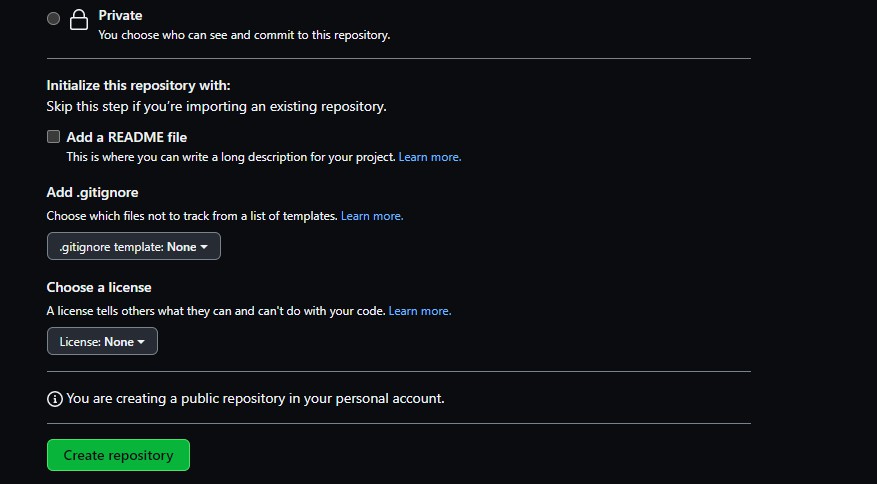 Private
You choose who can see and commit to this repository.
Initialize this repository with:
Skip this step if you’re importing an existing repository.
Add a README file
This is where you can write a long description for your project. Learn more.
Add .gitignore
Choose which files not to track from a list of templates. Learn more.
.gitignore template: None
Choose a license
A license tells others what they can and can't do with your code. Learn more.
License: None
You are creating a public repository in your personal account.
Create repository